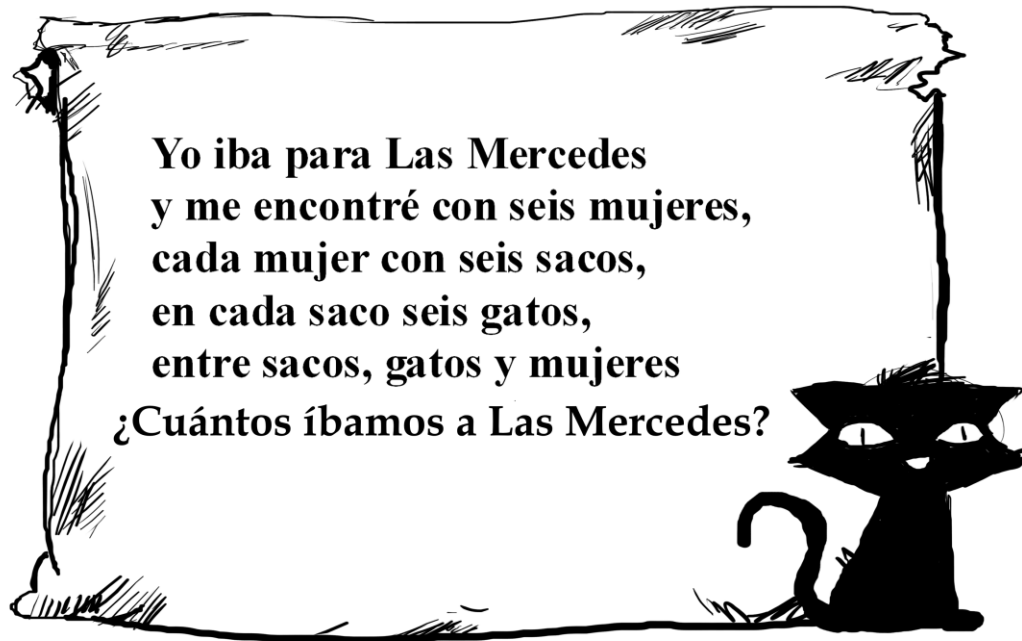 Yo iba para Las Mercedes
y me encontré con seis mujeres,
cada mujer con seis sacos,
en cada saco seis gatos,
entre sacos, gatos y mujeres
¿Cuántos íbamos a Las Mercedes?